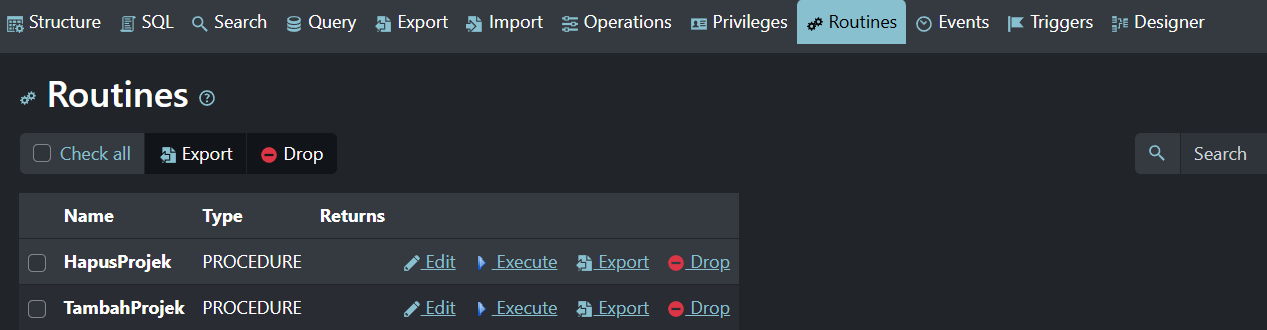 Structure SQL Search Query Export Import Operations Privileges Routines Events Triggers Designer
Routines
Check all Export Drop Search
Name Type Returns
HapusProjek PROCEDURE Edit Execute Export Drop
TambahProjek PROCEDURE Edit Execute Export Drop